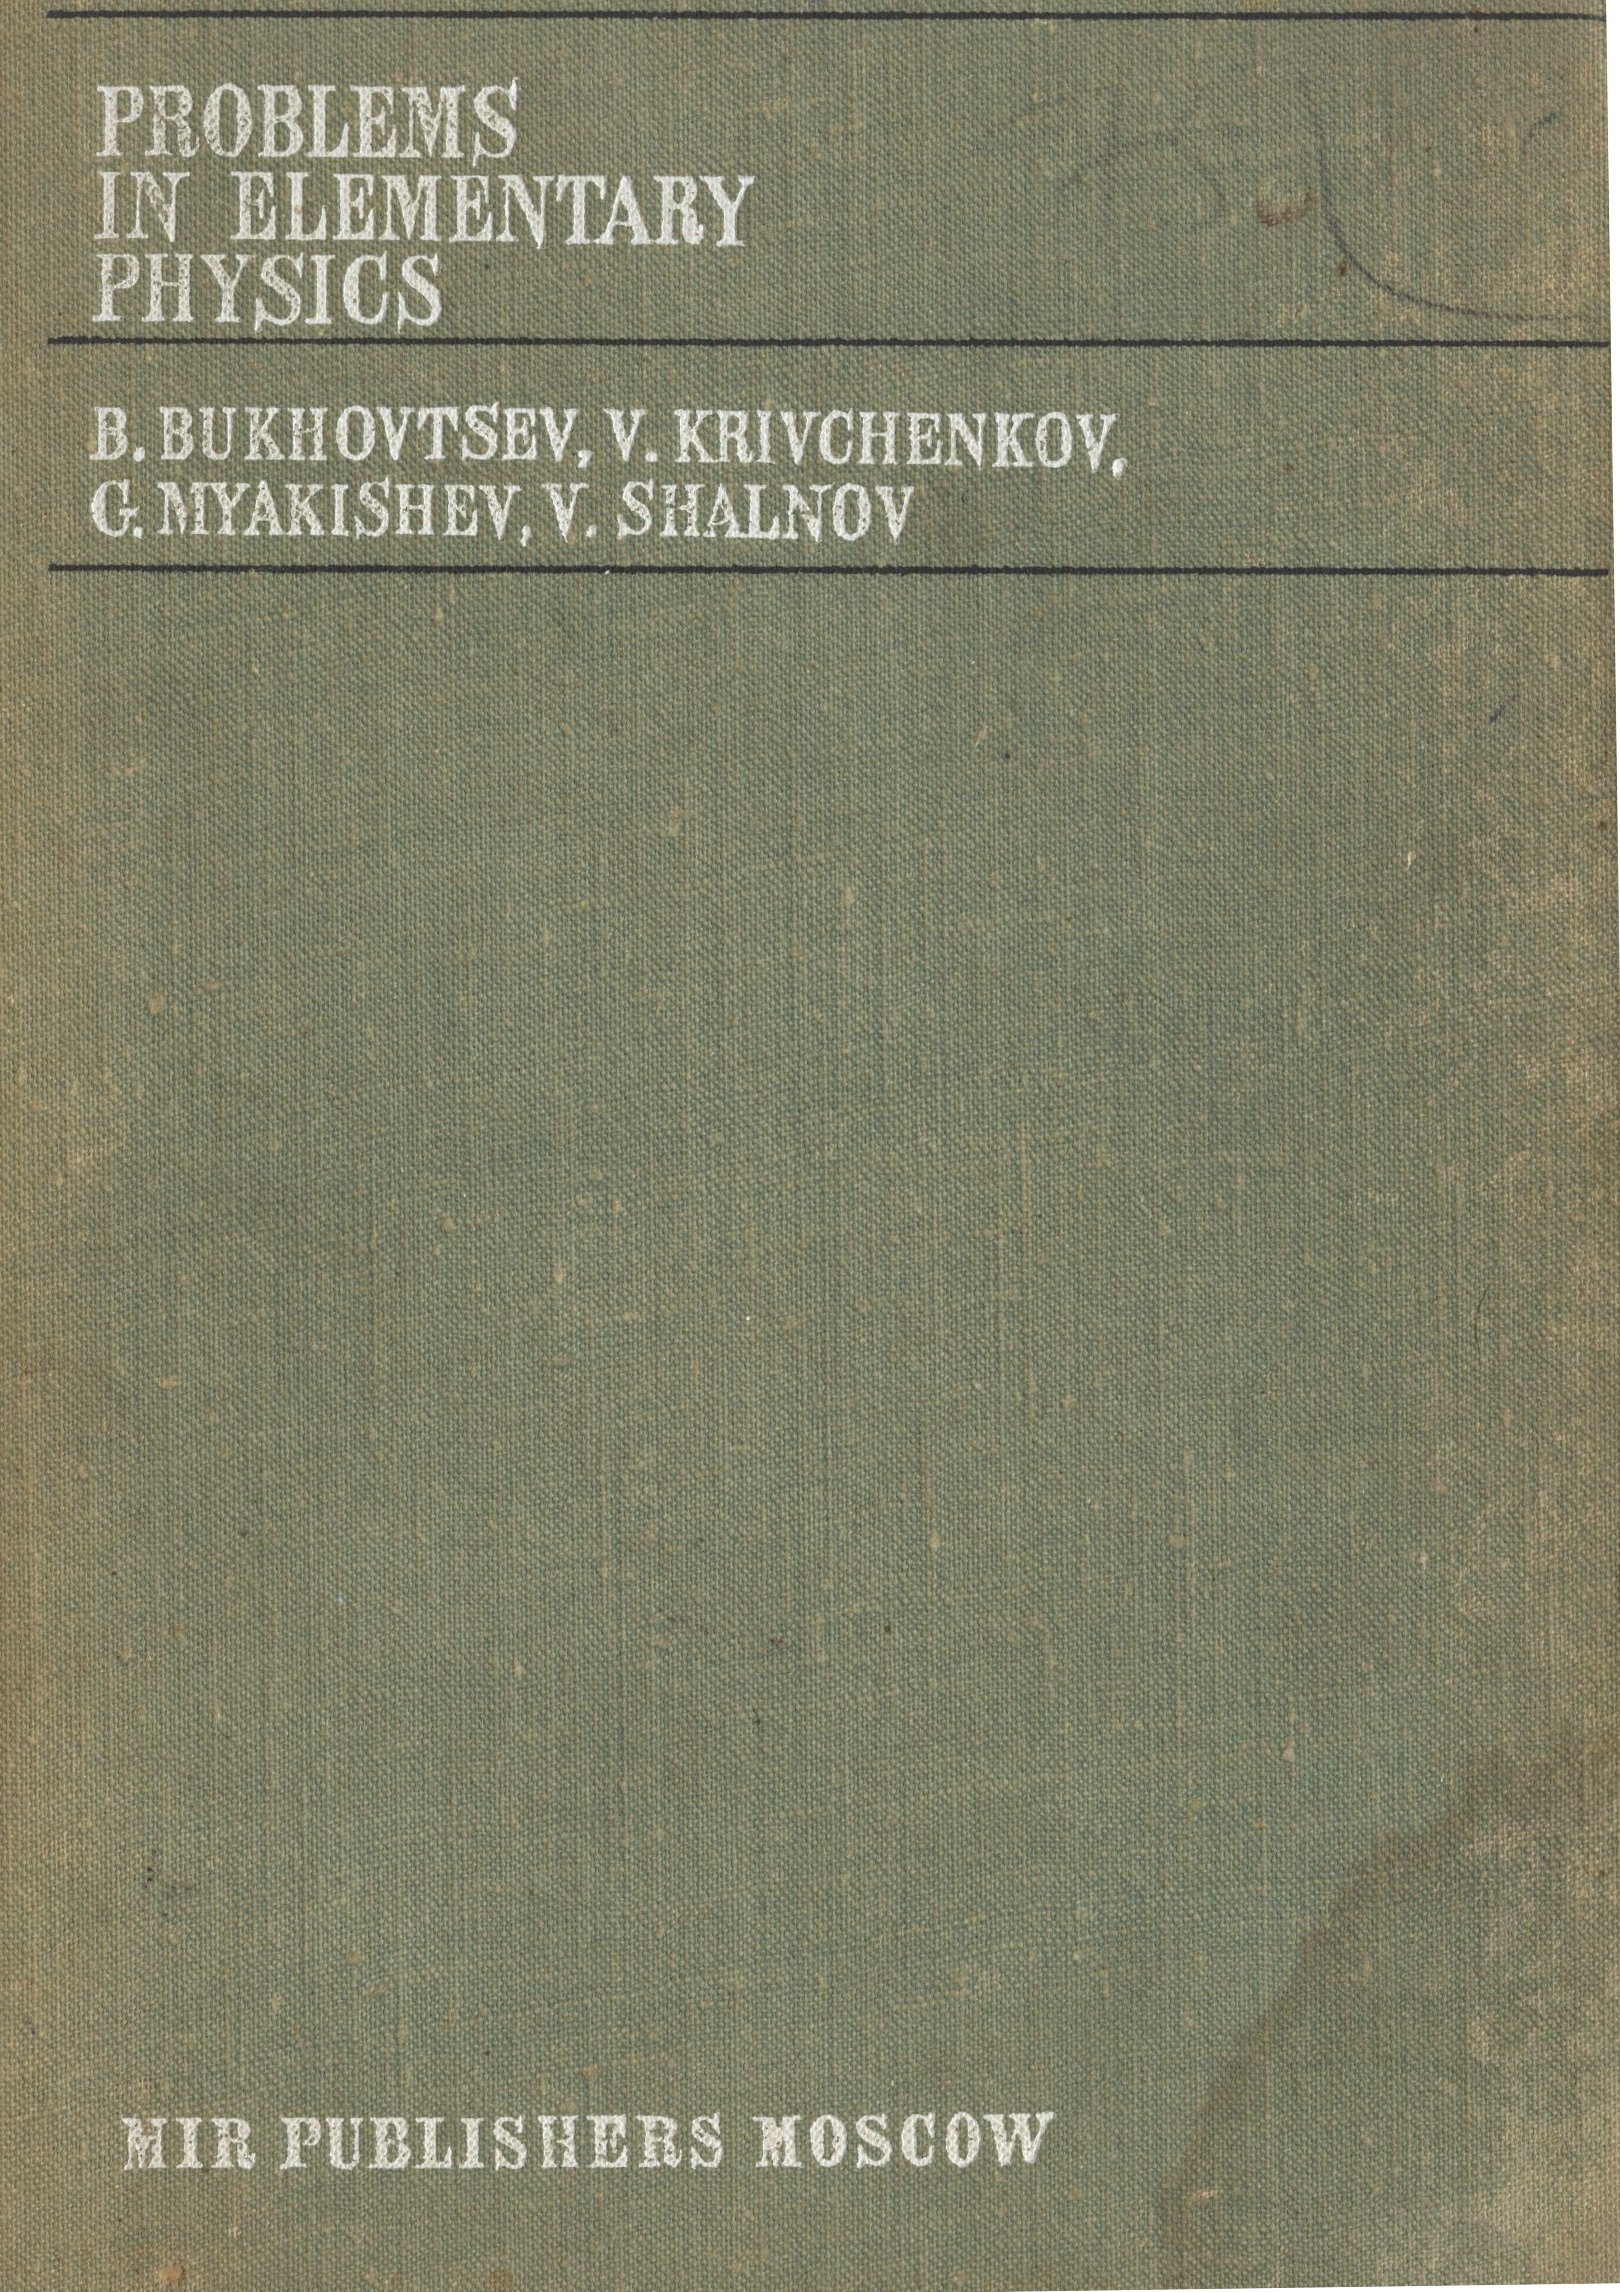 PROBLEMS
IN ELEMENTARY
PHYSICS
B. BUKHOVTSEV, V. KRIVCHENKOV,
G. MYAKISHEV, V. SHALNOV
MIR PUBLISHERS MOSCOW